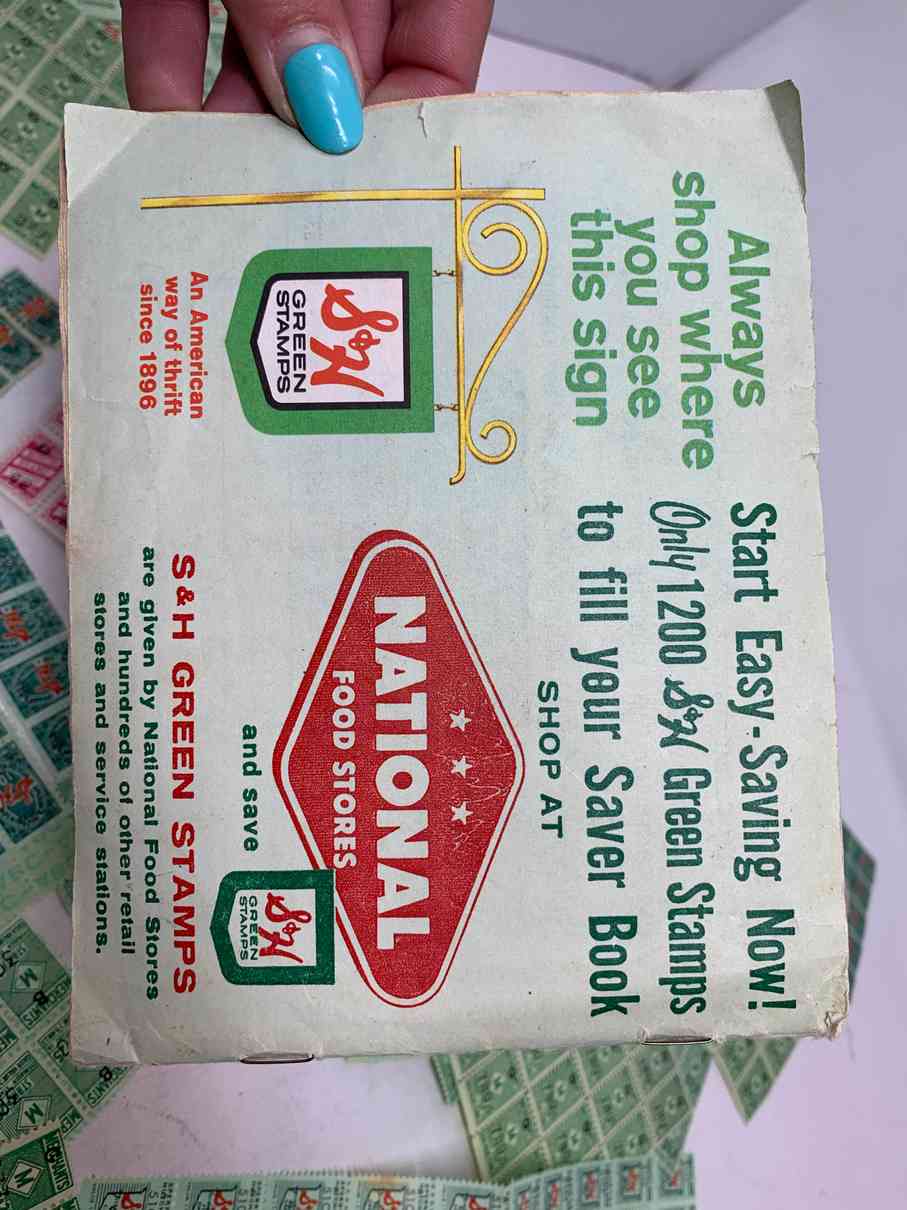 Always
shop where
you see
this sign
S&H
GREEN
STAMPS
An American
way of thrift
since 1896
Start Easy-Saving Now!
Only 1200 S&H Green Stamps
to fill your Saver Book
SHOP AT
NATIONAL
FOOD STORES
and save
S&H
GREEN
STAMPS
S&H GREEN STAMPS
are given by National Food Stores
and hundreds of other retail
stores and service stations.